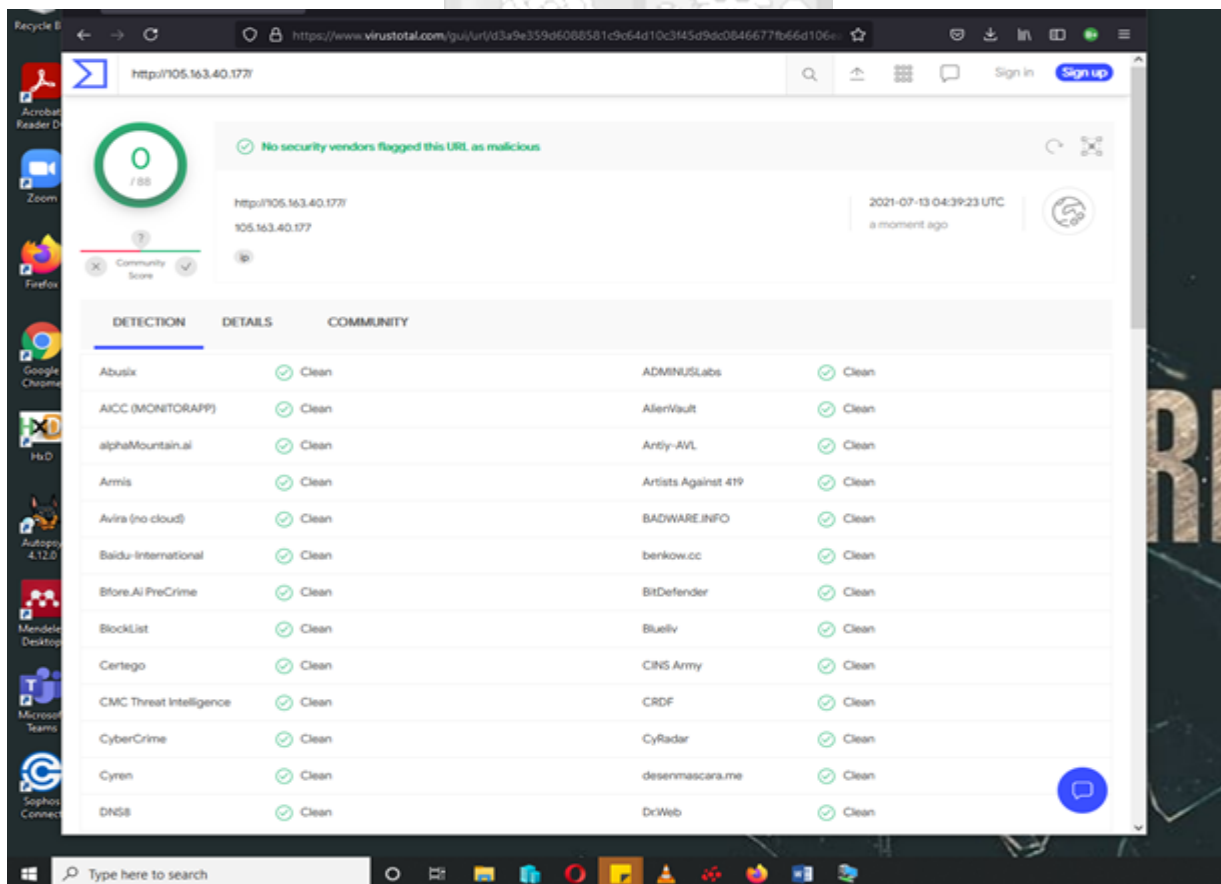 Recycle B
https://www.virustotal.com/gui/url/d3a9e359d6088581c9c64d10c3f45d9dc0846677fb66d106e
http://105.163.40.177/
Sign in
Sign up
Acrobat
Reader D
0
/ 88
No security vendors flagged this URL as malicious
Zoom
http://105.163.40.177/
105.163.40.177
2021-07-13 04:39:23 UTC
a moment ago
?
Community
Score
ip
Firefox
DETECTION DETAILS COMMUNITY
Google
Chrome
Abusix Clean ADMINUSLabs Clean
AICC (MONITORAPP) Clean AlienVault Clean
HxD
alphaMountain.ai Clean Antiy-AVL Clean
Armis Clean Artists Against 419 Clean
Avira (no cloud) Clean BADWARE.INFO Clean
Autopsy
4.12.0
Baidu-International Clean benkow.cc Clean
Bfore.Ai PreCrime Clean BitDefender Clean
BlockList Clean Blueliv Clean
Mendele
Desktop
Certego Clean CINS Army Clean
CMC Threat Intelligence Clean CRDF Clean
Microsof
Teams
CyberCrime Clean CyRadar Clean
Cyren Clean desenmascara.me Clean
Sophos
Connect
DNS8 Clean Dr.Web Clean
Type here to search